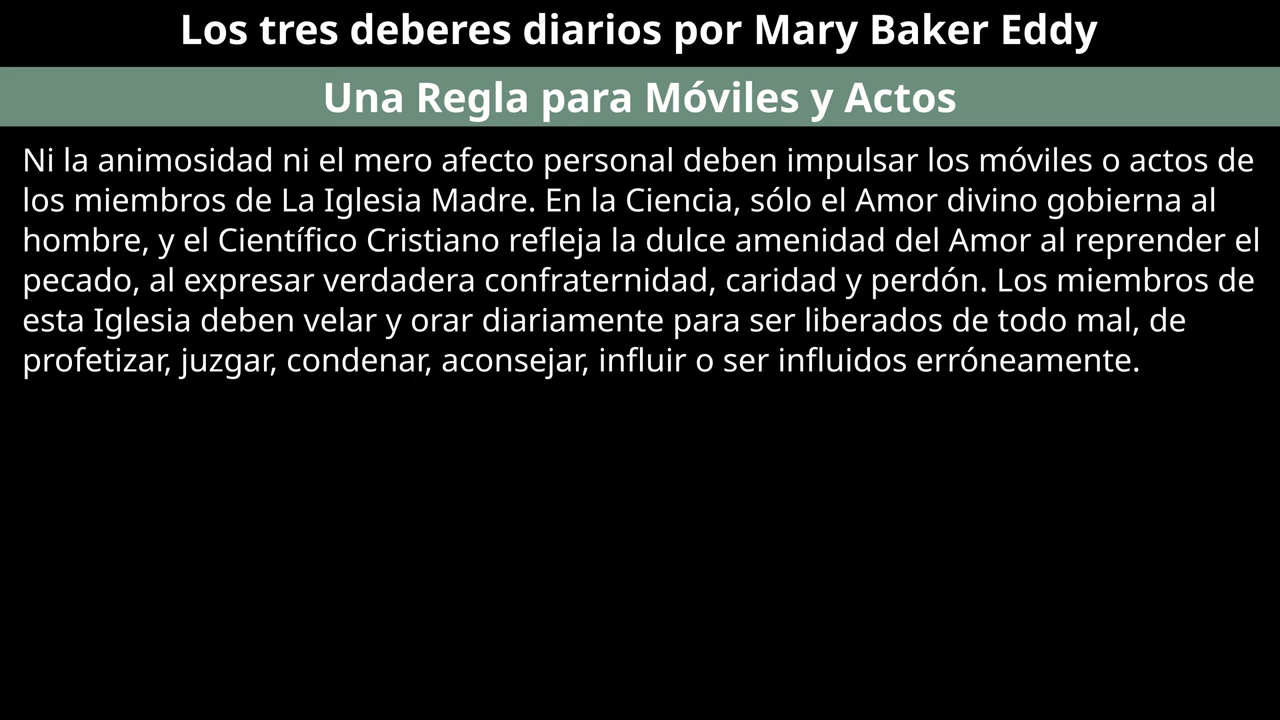 Los tres deberes diarios por Mary Baker Eddy
Una Regla para Móviles y Actos
Ni la animosidad ni el mero afecto personal deben impulsar los móviles o actos de
los miembros de La Iglesia Madre. En la Ciencia, sólo el Amor divino gobierna al
hombre, y el Científico Cristiano refleja la dulce amenidad del Amor al reprender el
pecado, al expresar verdadera confraternidad, caridad y perdón. Los miembros de
esta Iglesia deben velar y orar diariamente para ser liberados de todo mal, de
profetizar, juzgar, condenar, aconsejar, influir o ser influidos erróneamente.